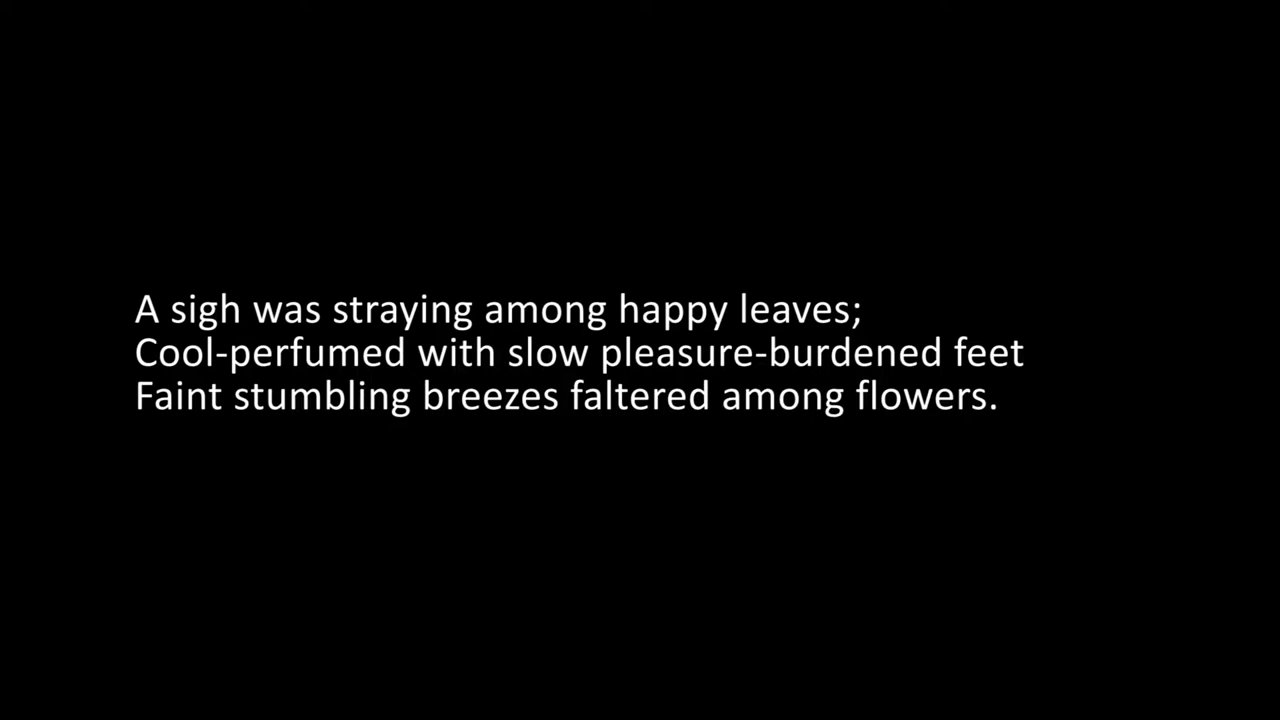 A sigh was straying among happy leaves;
Cool-perfumed with slow pleasure-burdened feet
Faint stumbling breezes faltered among flowers.